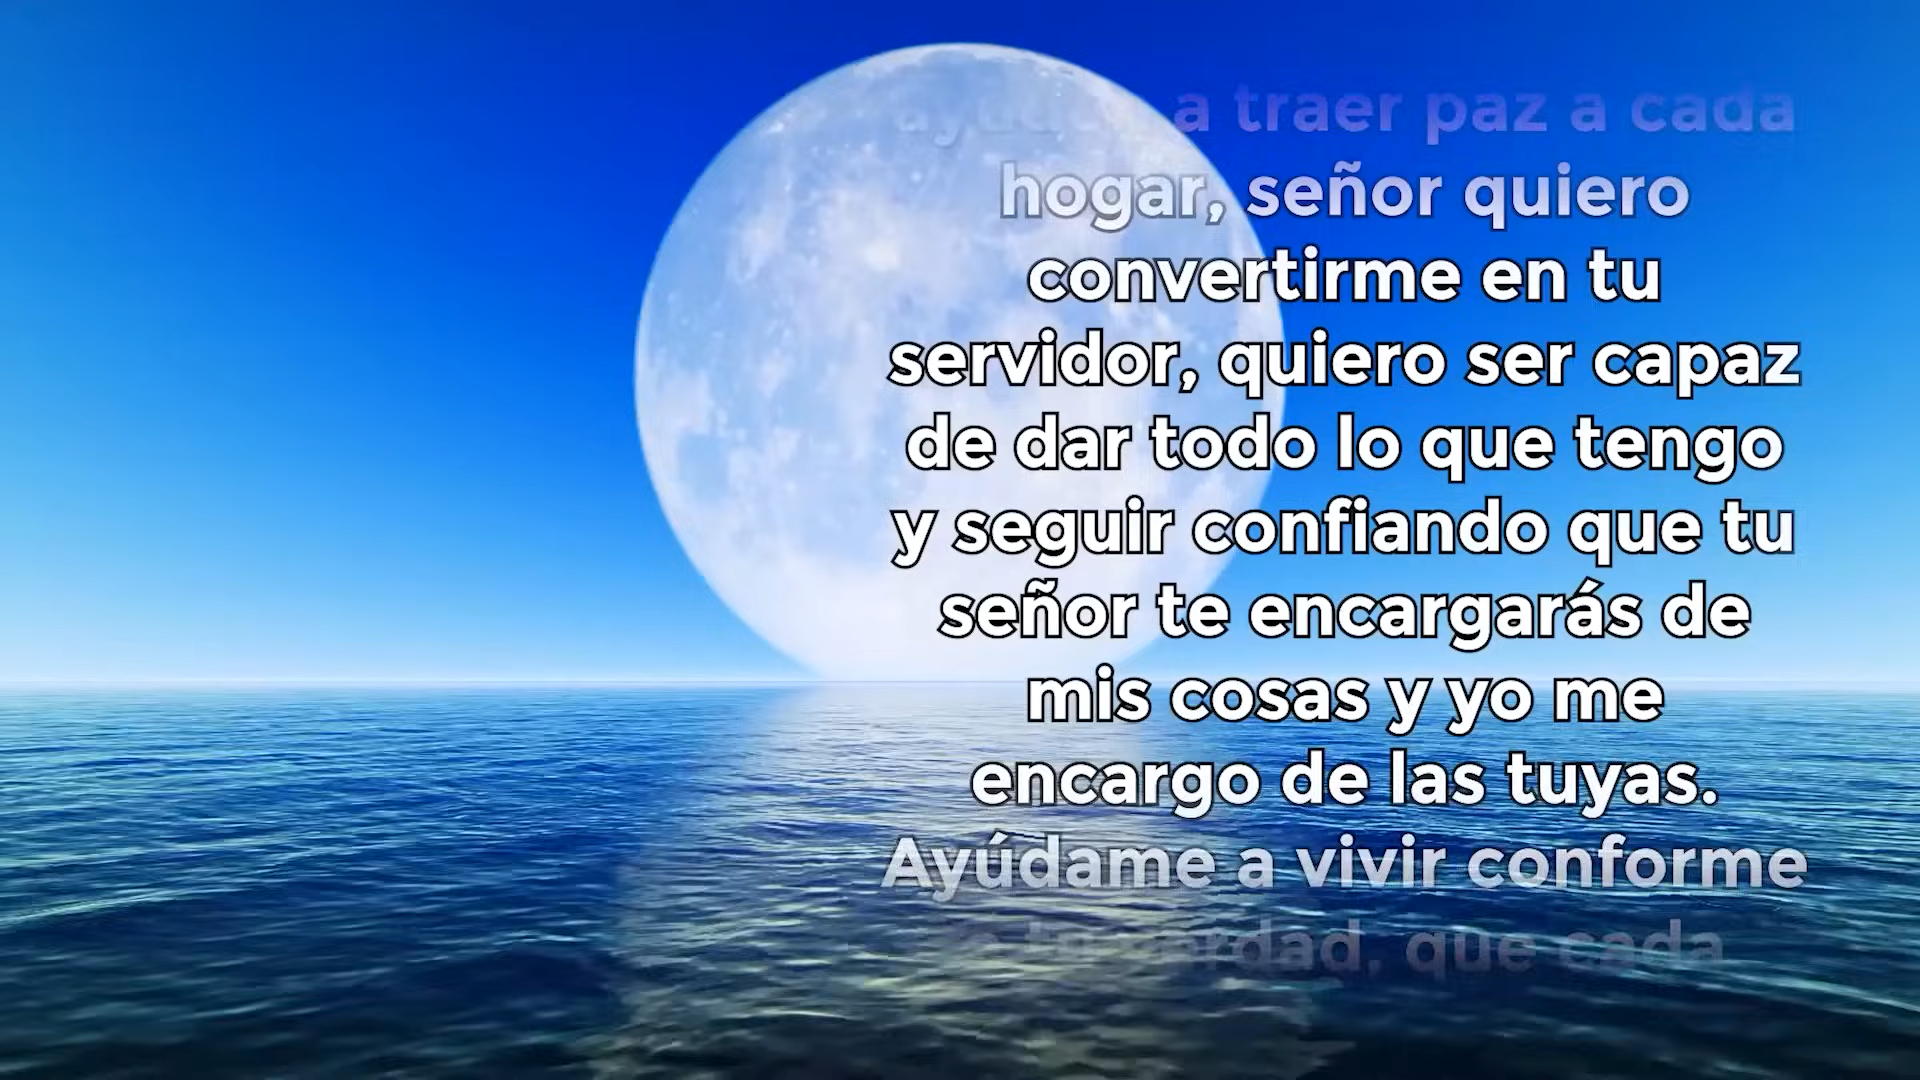 a traer paz a cada
hogar, señor quiero
convertirme en tu
servidor, quiero ser capaz
de dar todo lo que tengo
y seguir confiando que tu
señor te encargarás de
mis cosas y yo me
encargo de las tuyas.
Ayúdame a vivir conforme
tu verdad, que cada